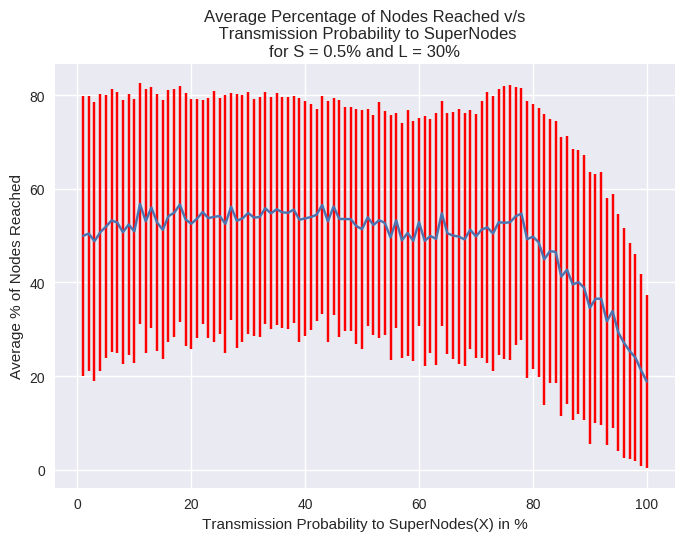 Average Percentage of Nodes Reached v/s
Transmission Probability to SuperNodes
for S = 0.5% and L = 30%
Average % of Nodes Reached
80
60
40
20
0
0 20 40 60 80 100
Transmission Probability to SuperNodes(X) in %